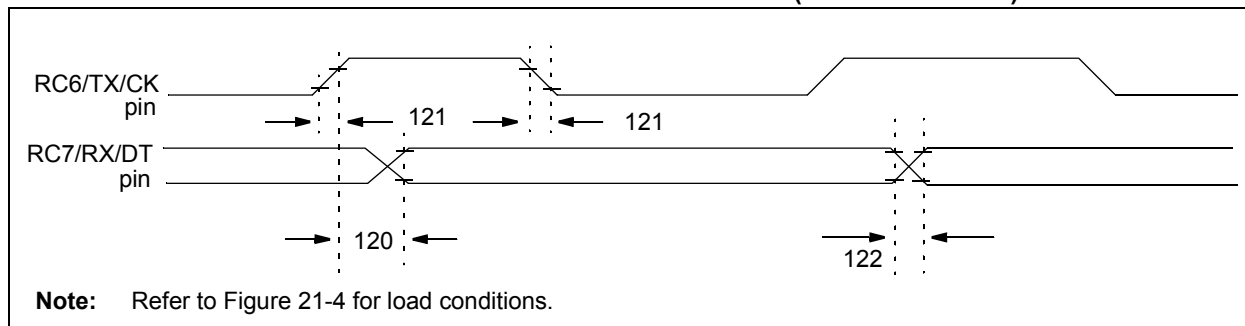 RC6/TX/CK
pin
121
121
RC7/RX/DT
pin
120
122
Note: Refer to Figure 21-4 for load conditions.